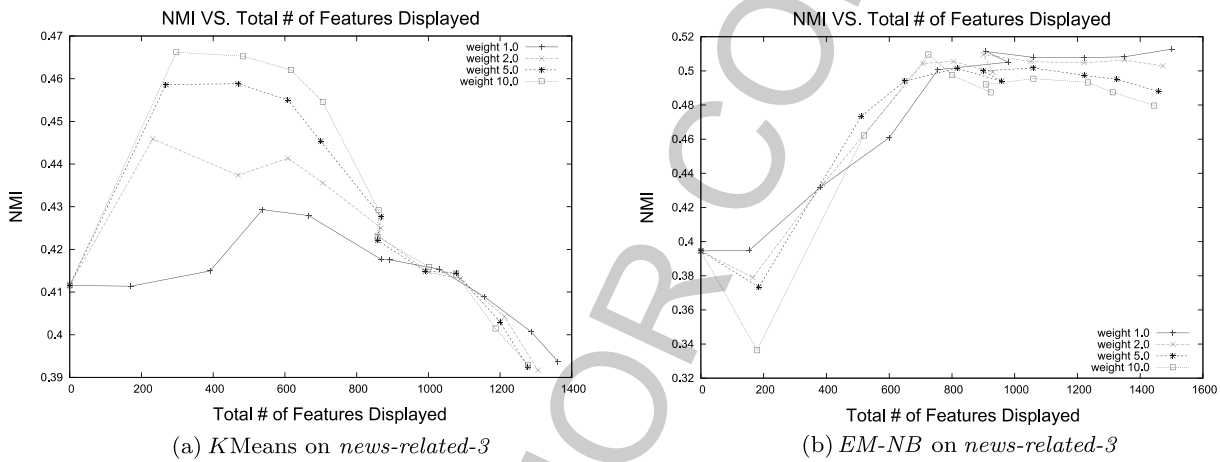 NMI VS. Total # of Features Displayed
0.47
0.46
0.45
0.44
0.43
0.42
0.41
0.4
0.39
NMI
weight 1.0
weight 2.0
weight 5.0
weight 10.0
0 200 400 600 800 1000 1200 1400
Total # of Features Displayed
(a) KMeans on news-related-3
NMI VS. Total # of Features Displayed
0.52
0.5
0.48
0.46
0.44
0.42
0.4
0.38
0.36
0.34
0.32
NMI
weight 1.0
weight 2.0
weight 5.0
weight 10.0
0 200 400 600 800 1000 1200 1400 1600
Total # of Features Displayed
(b) EM-NB on news-related-3
OR CO